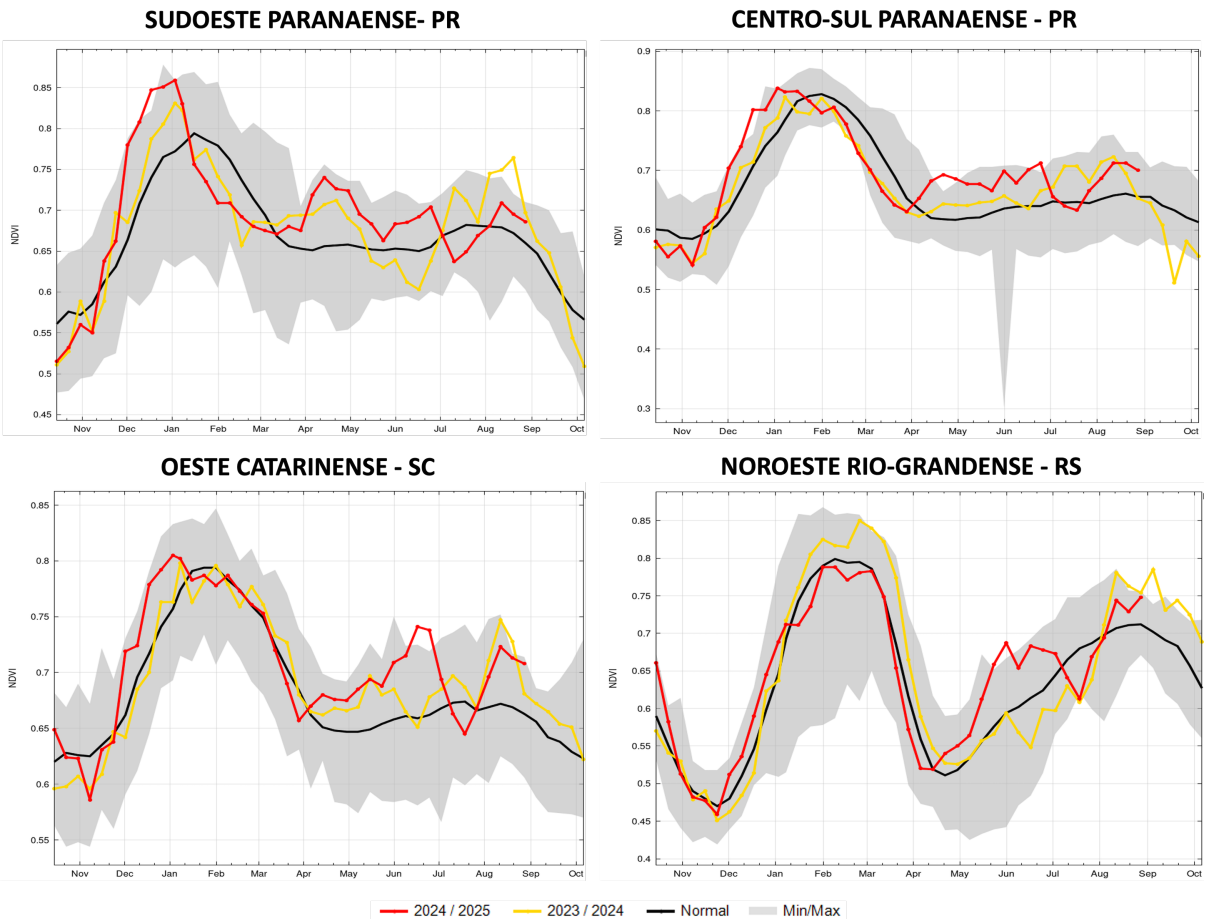 SUDOESTE PARANAENSE- PR
0.85
0.8
0.75
0.7
0.65
0.6
0.55
0.5
0.45
NDVI
Nov Dec Jan Feb Mar Apr May Jun Jul Aug Sep Oct
CENTRO-SUL PARANAENSE - PR
0.9
0.8
0.7
0.6
0.5
0.4
0.3
NDVI
Nov Dec Jan Feb Mar Apr May Jun Jul Aug Sep Oct
OESTE CATARINENSE - SC
0.85
0.8
0.75
0.7
0.65
0.6
0.55
NDVI
Nov Dec Jan Feb Mar Apr May Jun Jul Aug Sep Oct
NOROESTE RIO-GRANDENSE - RS
0.85
0.8
0.75
0.7
0.65
0.6
0.55
0.5
0.45
0.4
NDVI
Nov Dec Jan Feb Mar Apr May Jun Jul Aug Sep Oct
2024 / 2025 2023 / 2024 Normal Min/Max